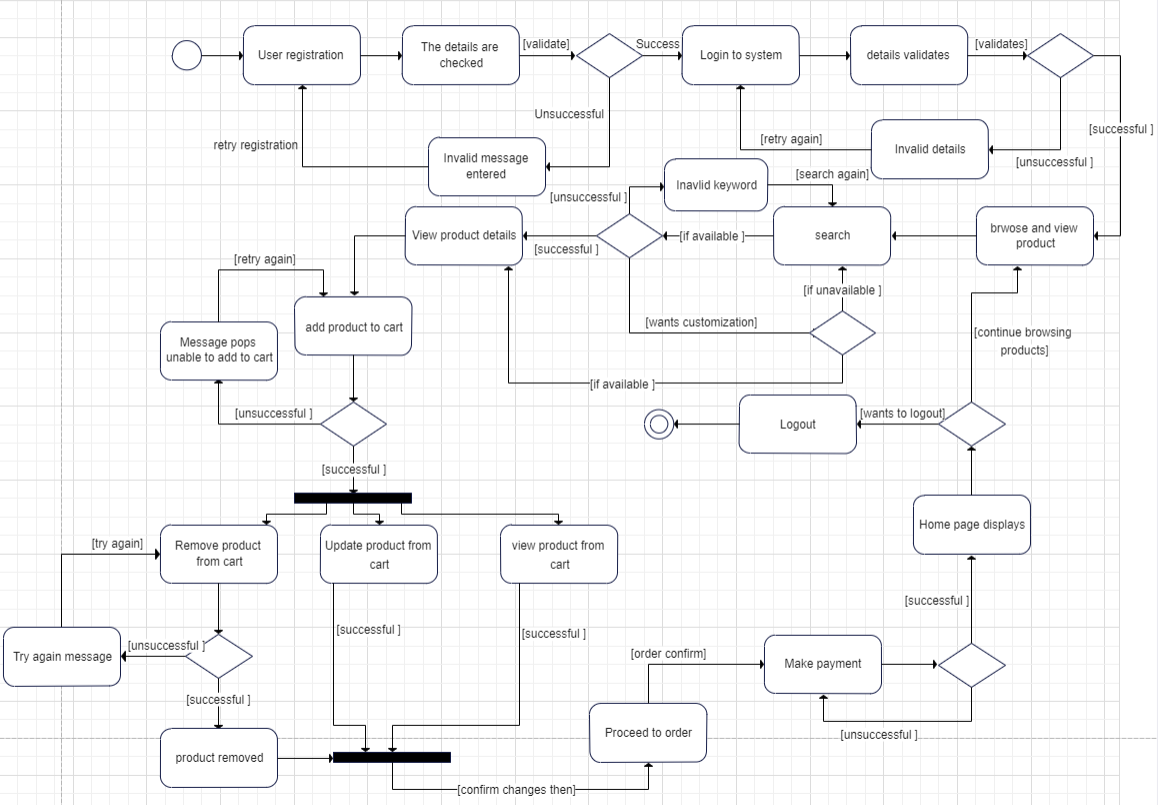 User registration
The details are
checked
[validate]
Success
Login to system
details validates
[validates]
[successful ]
Unsuccessful
retry registration
Invalid message
entered
[retry again]
Invalid details
[unsuccessful ]
[unsuccessful ]
Inavlid keyword
[search again]
View product details
[successful ]
[if available ]
search
brwose and view
product
[retry again]
[if unavailable ]
add product to cart
[wants customization]
Message pops
unable to add to cart
[continue browsing
products]
[if available ]
[unsuccessful ]
Logout
[wants to logout]
[successful ]
Home page displays
[try again]
Remove product
from cart
Update product from
cart
view product from
cart
[successful ]
[successful ]
[successful ]
[unsuccessful ]
Try again message
[order confirm]
Make payment
[successful ]
Proceed to order
[unsuccessful ]
product removed
[confirm changes then]